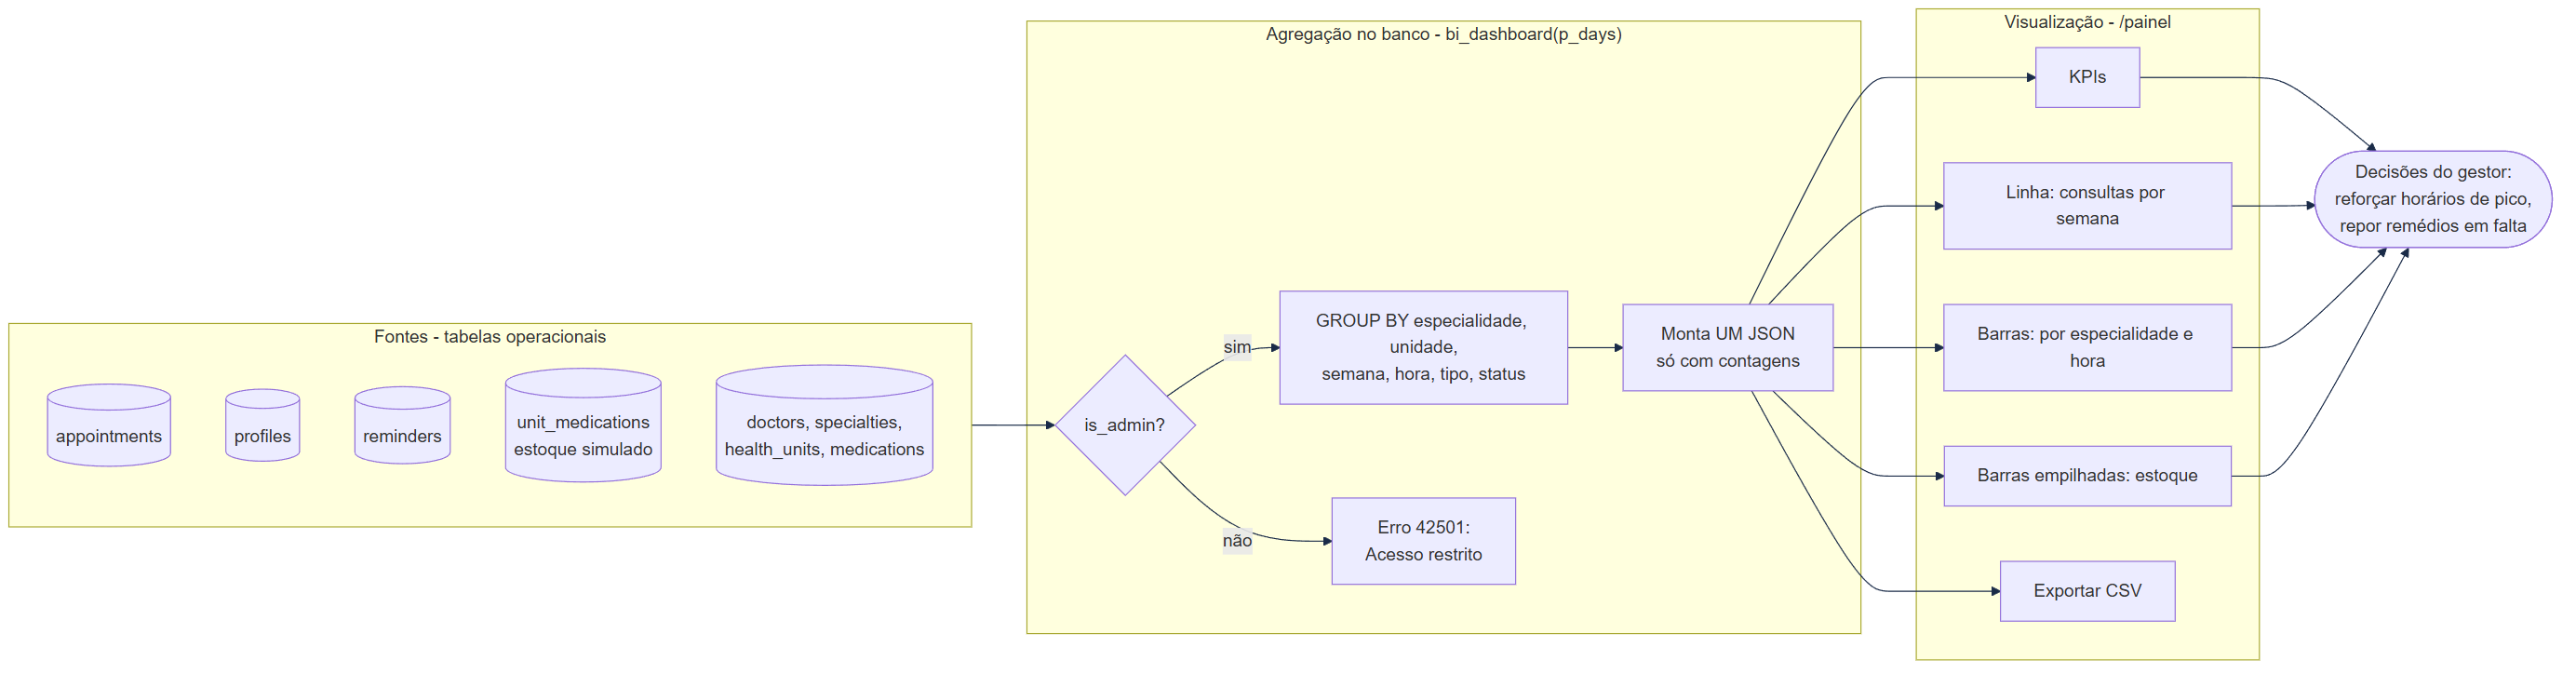 Fontes - tabelas operacionais
appointments
profiles
reminders
unit_medications
estoque simulado
doctors, specialties,
health_units, medications
Agregação no banco - bi_dashboard(p_days)
is_admin?
sim
não
GROUP BY especialidade,
unidade,
semana, hora, tipo, status
Erro 42501:
Acesso restrito
Monta UM JSON
só com contagens
Visualização - /painel
KPIs
Linha: consultas por
semana
Barras: por especialidade e
hora
Barras empilhadas: estoque
Exportar CSV
Decisões do gestor:
reforçar horários de pico,
repor remédios em falta